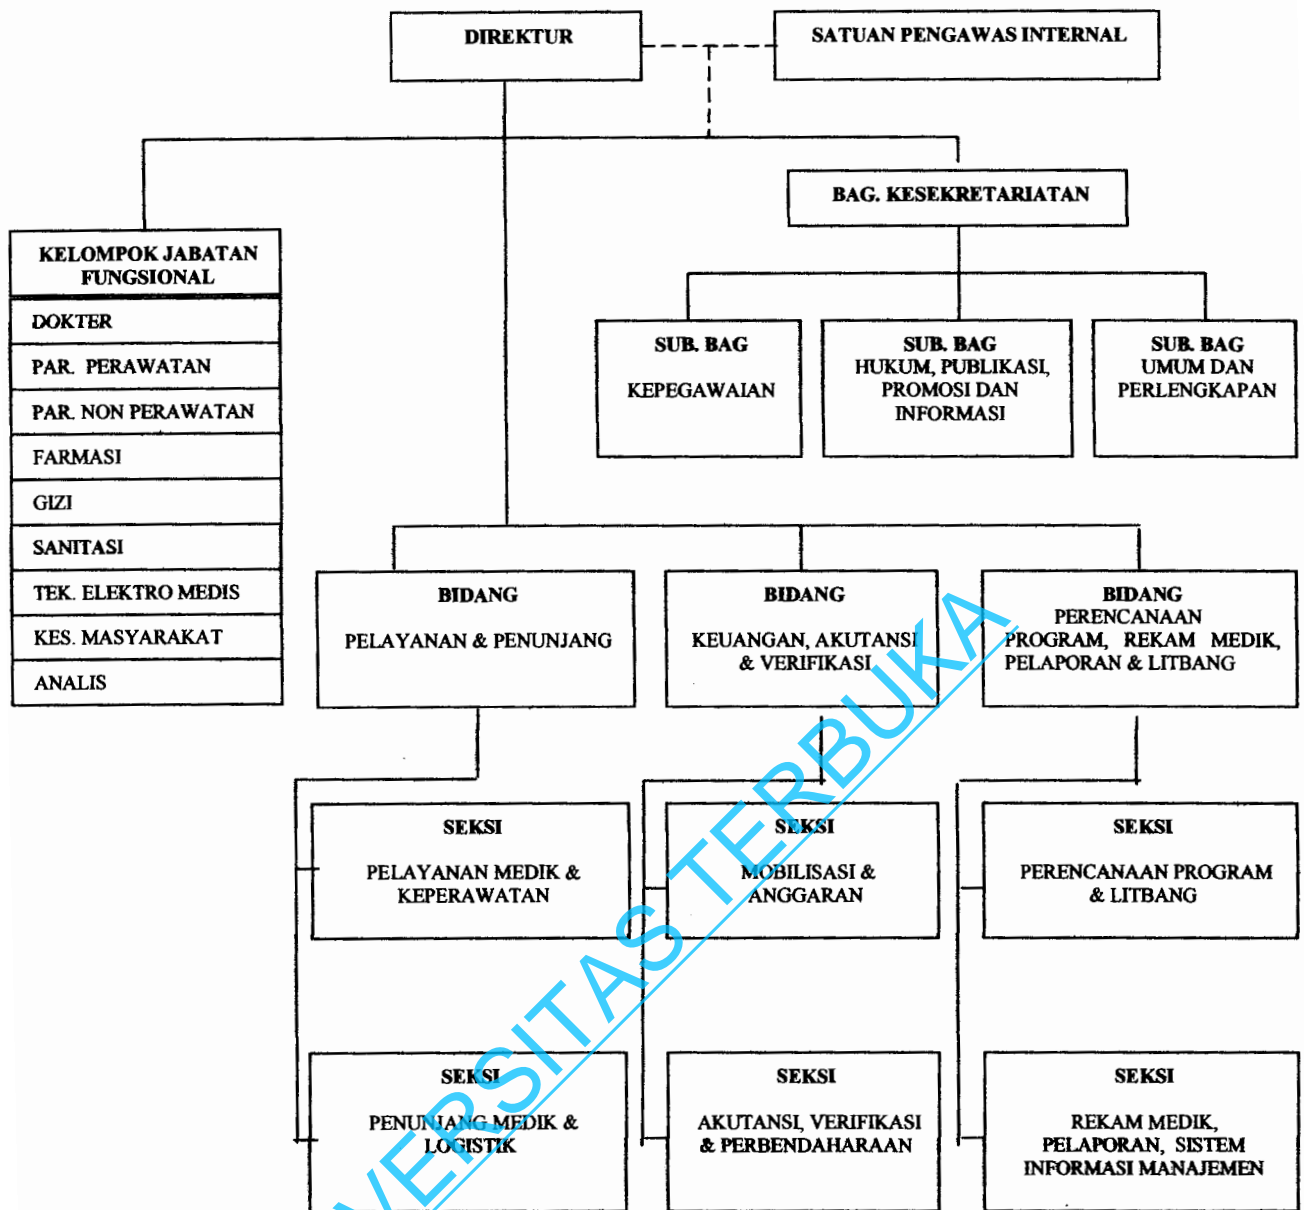 DIREKTUR
SATUAN PENGAWAS INTERNAL
BAG. KESEKRETARIATAN
KELOMPOK JABATAN
FUNGSIONAL
DOKTER
PAR. PERAWATAN
PAR. NON PERAWATAN
FARMASI
GIZI
SANITASI
TEK. ELEKTRO MEDIS
KES. MASYARAKAT
ANALIS
SUB. BAG
KEPEGAWAIAN
SUB. BAG
HUKUM, PUBLIKASI,
PROMOSI DAN
INFORMASI
SUB. BAG
UMUM DAN
PERLENGKAPAN
BIDANG
PELAYANAN & PENUNJANG
BIDANG
KEUANGAN, AKUTANSI
& VERIFIKASI
BIDANG
PERENCANAAN
PROGRAM, REKAM MEDIK,
PELAPORAN & LITBANG
SEKSI
PELAYANAN MEDIK &
KEPERAWATAN
SEKSI
MOBILISASI &
ANGGARAN
SEKSI
PERENCANAAN PROGRAM
& LITBANG
SEKSI
PENUNJANG MEDIK &
LOGISTIK
SEKSI
AKUTANSI, VERIFIKASI
& PERBENDAHARAAN
SEKSI
REKAM MEDIK,
PELAPORAN, SISTEM
INFORMASI MANAJEMEN
VERSITAS TERBUKA